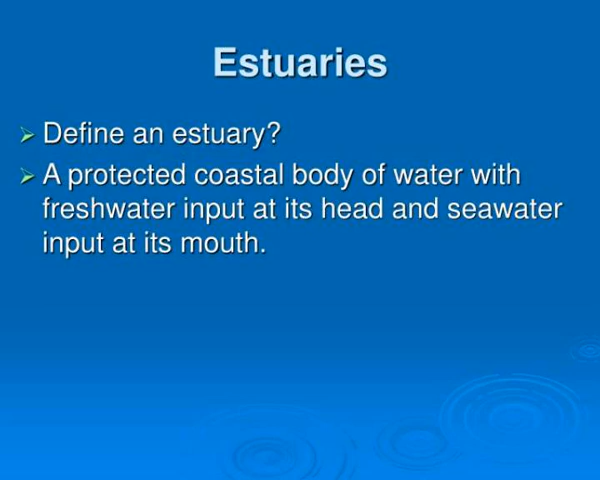 Estuaries
Define an estuary?
A protected coastal body of water with
freshwater input at its head and seawater
input at its mouth.